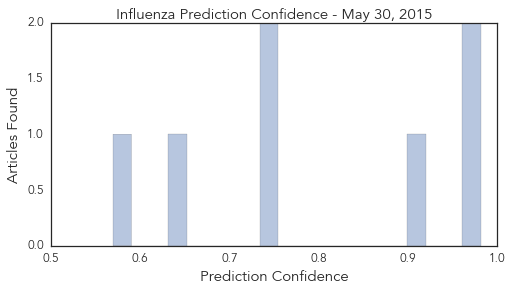 Influenza Prediction Confidence - May 30, 2015
2.0
1.5
1.0
0.5
0.0
Articles Found
0.5 0.6 0.7 0.8 0.9 1.0
Prediction Confidence